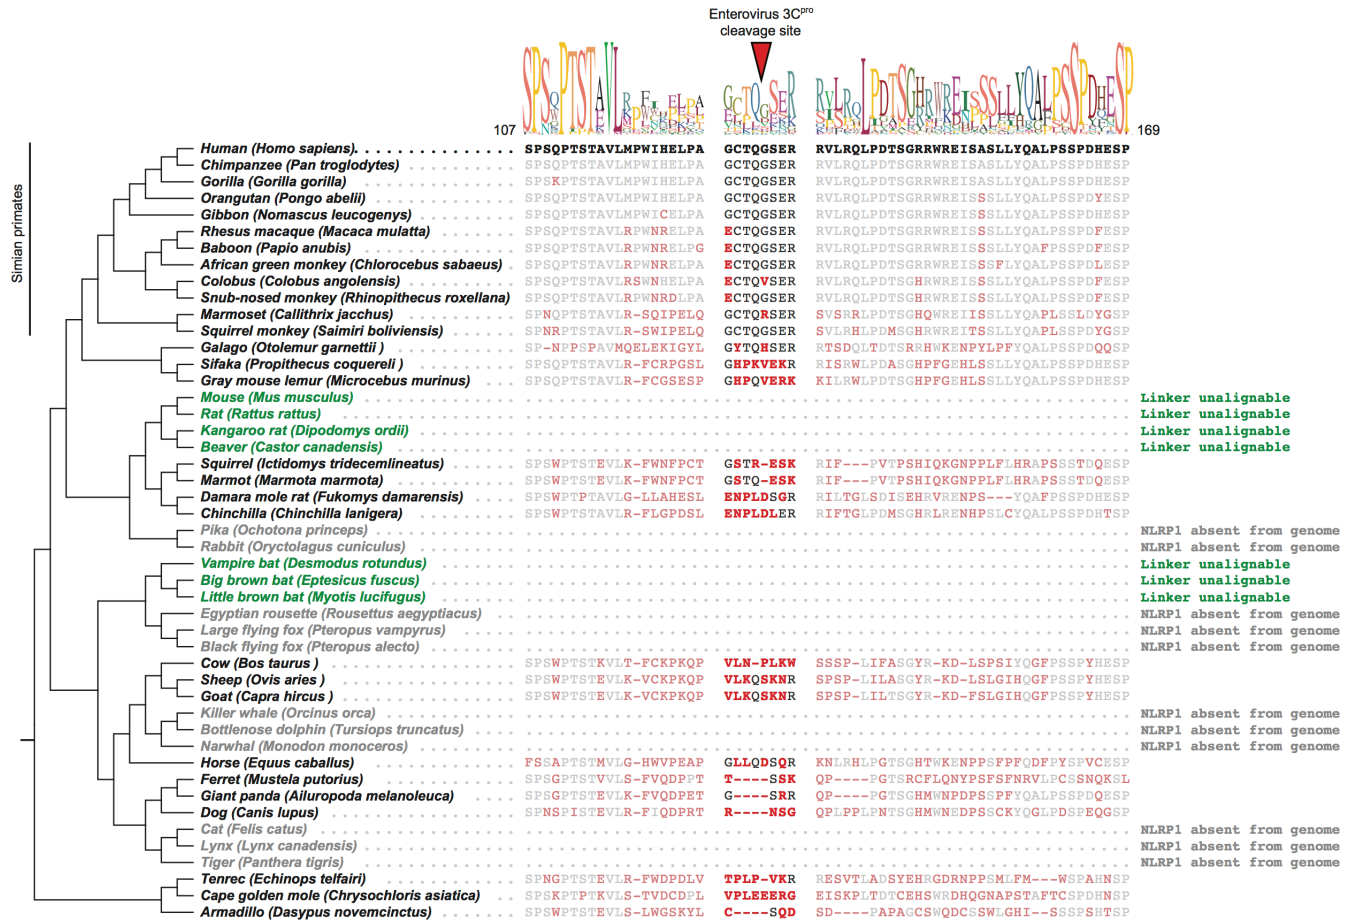 Enterovirus 3Cpro
cleavage site
107
169
Simian primates
Human (Homo sapiens) SPSQPTSTAVLMPWIHELPA GCTQGSER RVLRQLPDTSGRRWREISASLLYQALPSSPDHESP
Chimpanzee (Pan troglodytes) SPSQPTSTAVLMPWIHELPA GCTQGSER RVLRQLPDTSGRRWREISASLLYQALPSSPDHESP
Gorilla (Gorilla gorilla) SPSKPTSTAVLMPWIHELPA GCTQGSER RVLRQLPDTSGRRWREISASLLYQALPSSPDHESP
Orangutan (Pongo abelii) SPSQPTSTAVLMPWIHELPA GCTQGSER RVLRQLPDTSGRRWREISSSLLYQALPSSPDYESP
Gibbon (Nomascus leucogenys) SPSQPTSTAVLMPWICELPA GCTQGSER RVLRQLPDTSGRRWREISSSLLYQALPSSPDHESP
Rhesus macaque (Macaca mulatta) SPSQPTSTAVLRPWNRELPA ECTQGSER RVLRQLPDTSGRRWREISSSLLYQALPSSPDFESP
Baboon (Papio anubis) SPSQPTSTAVLRPWNRELPG ECTQGSER RVLRQLPDTSGRRWREISSSLLYQAFPSSPDFESP
African green monkey (Chlorocebus sabaeus) SPSQPTSTAVLRPWNRELPA ECTQGSER RVLRQLPDTSGRRWREISSSFLYQALPSSPDLESP
Colobus (Colobus angolensis) SPSQPTSTAVLRSWNHELPA ECTQVSER RVLRQLPDTSGHRWREISSSLLYQALPSSPDFESP
Snub-nosed monkey (Rhinopithecus roxellana) SPSQPTSTAVLRPWNRDLPA ECTQGSER RVLRQLPDTSGRRWREISSSLLYQALPSSPDFESP
Marmoset (Callithrix jacchus) SPNQPTSTAVLR-SQIPELQ GCTQRSER SVSRRLPDTSGHQWREIISSLLYQAPLSSLDYGSP
Squirrel monkey (Saimiri boliviensis) SPNRPTSTAVLR-SWIPELQ GCTQGSER SVLRHLPDMSGRRWREITSSLLYQAPLSSPDYESP
Galago (Otolemur garnettii ) SP-NPPSPAVMQELEKIGYL GYTQHSER RTSDQLTDTSRRHWKENPYLPFYQALPSSPDQQSP
Sifaka (Propithecus coquereli ) SPSQPTSTAVLR-FCRPGSL GHPKVEKR RISRWLPDASGHPFGEHLSSLLYQALPSSPDHESP
Gray mouse lemur (Microcebus murinus) SPSQPTSTAVLR-FCGSESP GHPQVERK KILRWLPDTSGHPFGEHLSSLLYQALPSSPDHESP
Mouse (Mus musculus) Linker unalignable
Rat (Rattus rattus) Linker unalignable
Kangaroo rat (Dipodomys ordii) Linker unalignable
Beaver (Castor canadensis) Linker unalignable
Squirrel (Ictidomys tridecemlineatus) SPSWPTSTEVLK-FWNFPCT GSTR-ESK RIF---PVTPSHIQKGNPPLFLHRAPSSSTDQESP
Marmot (Marmota marmota) SPSWPTSTEVLK-FWNFPCT GSTQ-ESK RIF---PVTPSHIQKGNPPLFLHRAPSSSTDQESP
Damara mole rat (Fukomys damarensis) SPSWPTPTAVLG-LLAHESL ENPLDSGR RILTGLSDISEHRVRENPS---YQAFPSSPDHESP
Chinchilla (Chinchilla lanigera) SPSWPTSTAVLR-FLGPDSL ENPLDLER RIFTGLPDMSGHRLRENHPSLCYQALPSSPDHTSP
Pika (Ochotona princeps) NLRP1 absent from genome
Rabbit (Oryctolagus cuniculus) NLRP1 absent from genome
Vampire bat (Desmodus rotundus) Linker unalignable
Big brown bat (Eptesicus fuscus) Linker unalignable
Little brown bat (Myotis lucifugus) Linker unalignable
Egyptian rousette (Rousettus aegyptiacus) NLRP1 absent from genome
Large flying fox (Pteropus vampyrus) NLRP1 absent from genome
Black flying fox (Pteropus alecto) NLRP1 absent from genome
Cow (Bos taurus ) SPSWPTSTKVLT-FCKPKQP VLN-PLKW SSSP-LIFASGYR-KD-LSPSIYQGFPSSPYHESP
Sheep (Ovis aries ) SPSWPTSTEVLK-VCKPKQP VLKQSKNR SPSP-LILASGYR-KD-LSFSIHQGFPSSPYHESP
Goat (Capra hircus ) SPSWPTSTEVLK-VCKPKQP VLKQSKNR SPSP-LILTSGYR-KD-GLFSIHQGFPSSPYHESP
Killer whale (Orcinus orca) NLRP1 absent from genome
Bottlenose dolphin (Tursiops truncatus) NLRP1 absent from genome
Narwhal (Monodon monoceros) NLRP1 absent from genome
Horse (Equus caballus) FSSAPTSTMVLG-HWVPEAP GLLQDSQR KNLRHLPGTSGHTWKENPPSFPFQDFPYSPVCESP
Ferret (Mustela putorius) SPSGPTSTVVLS-FVQDPPT T----SSK QP----PGTSRCFLQNYPSFSFNRVLPCSSNQKSL
Giant panda (Ailuropoda melanoleuca) SPSGTSTEVLK-FVQDPET G----SRR QP----PGTSGHMWNPDPSSPFYQALPSSPDQESP
Dog (Canis lupus) SPNSPISTEVLR-FIQDPRT R----NSG QPLPPLPNTSGHMWNEDPSSCKYQGLPDSPEQGSP
Cat (Felis catus) NLRP1 absent from genome
Lynx (Lynx canadensis) NLRP1 absent from genome
Tiger (Panthera tigris) NLRP1 absent from genome
Tenrec (Echinops telfairi) SPNGPTSTEVLR-FWDPDLV TPLP-VKR RESVTLADSYEHRGDRNPPSMLFM---WSPAHNSP
Cape golden mole (Chrysochloris asiatica) SPSKPTPTKVLS-TVDCDPL VPLEEERG EISKPLTDTCEHSWRDHQGNAPSTAFTCSPDHNSP
Armadillo (Dasypus novemcinctus) SPSWPTSTEVLS-LWGSKYL C----SQD SD-----PAPAGCSWQDCSSWLGHI--SSPSHTSP